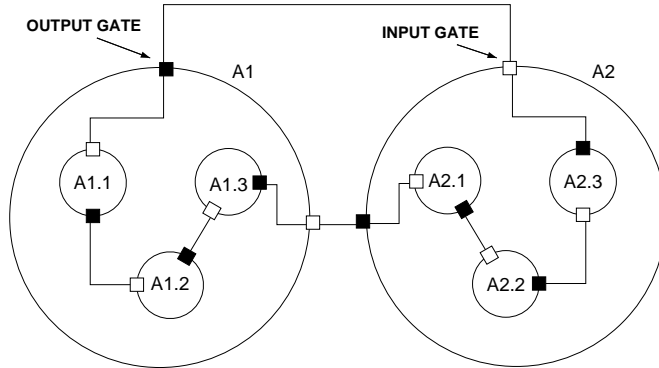 OUTPUT GATE
INPUT GATE
A1
A2
A1.1
A1.3
A2.1
A2.3
A1.2
A2.2